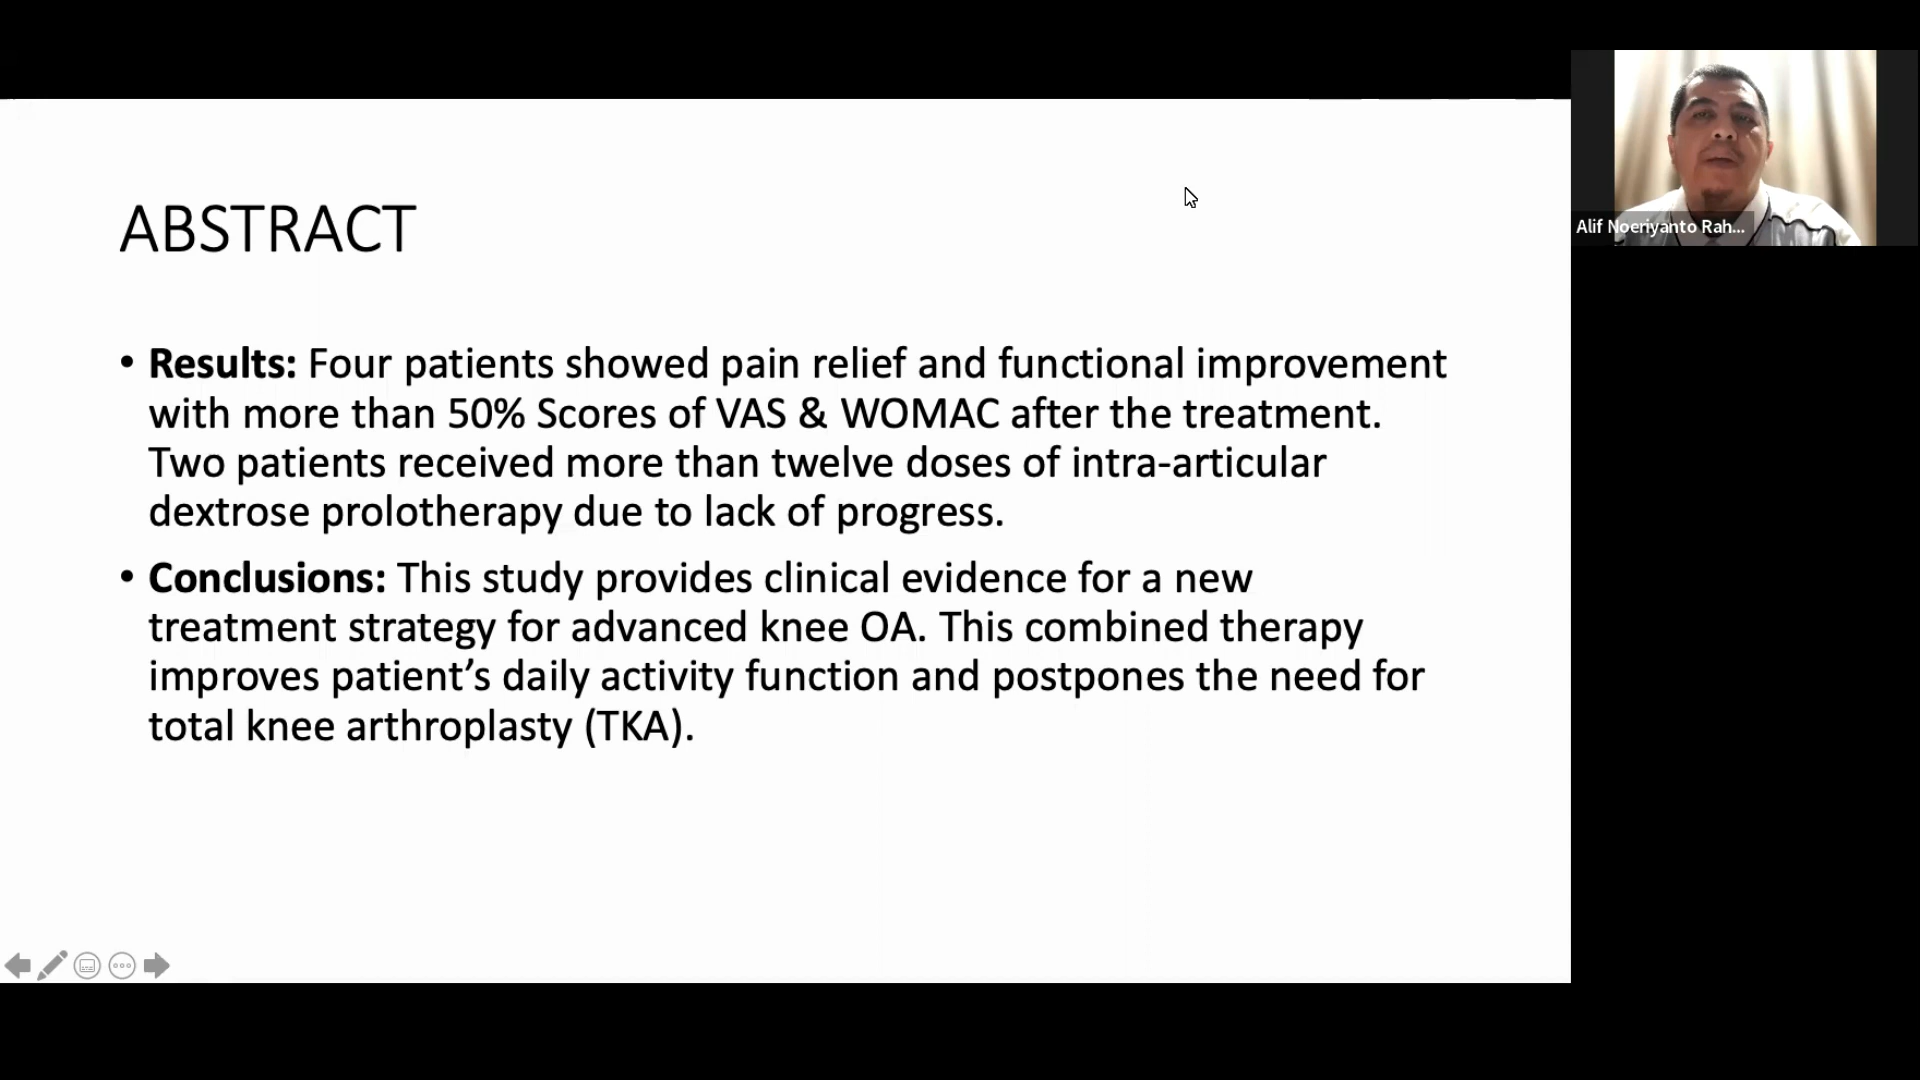 ABSTRACT
• Results: Four patients showed pain relief and functional improvement
with more than 50% Scores of VAS & WOMAC after the treatment.
Two patients received more than twelve doses of intra-articular
dextrose prolotherapy due to lack of progress.
• Conclusions: This study provides clinical evidence for a new
treatment strategy for advanced knee OA. This combined therapy
improves patient’s daily activity function and postpones the need for
total knee arthroplasty (TKA).
Alif Noeriyanto Rah...